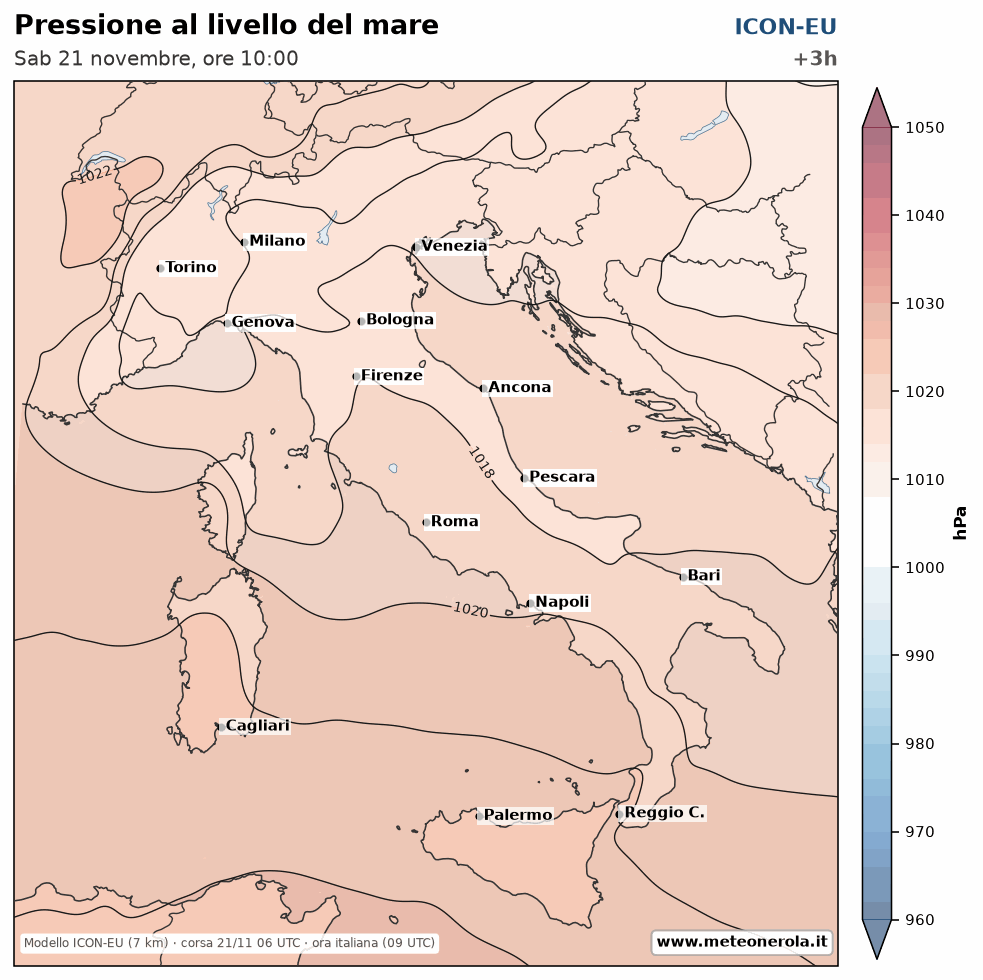 Pressione al livello del mare
ICON-EU
Sab 21 novembre, ore 10:00
+3h
1022
Milano
Venezia
Torino
Genova
Bologna
Firenze
Ancona
1018
Pescara
Roma
Bari
1020
Napoli
Cagliari
Palermo
Reggio C.
1050
1040
1030
1020
1010
1000
990
980
970
960
hPa
Modello ICON-EU (7 km) · corsa 21/11 06 UTC · ora italiana (09 UTC)
www.meteonerola.it